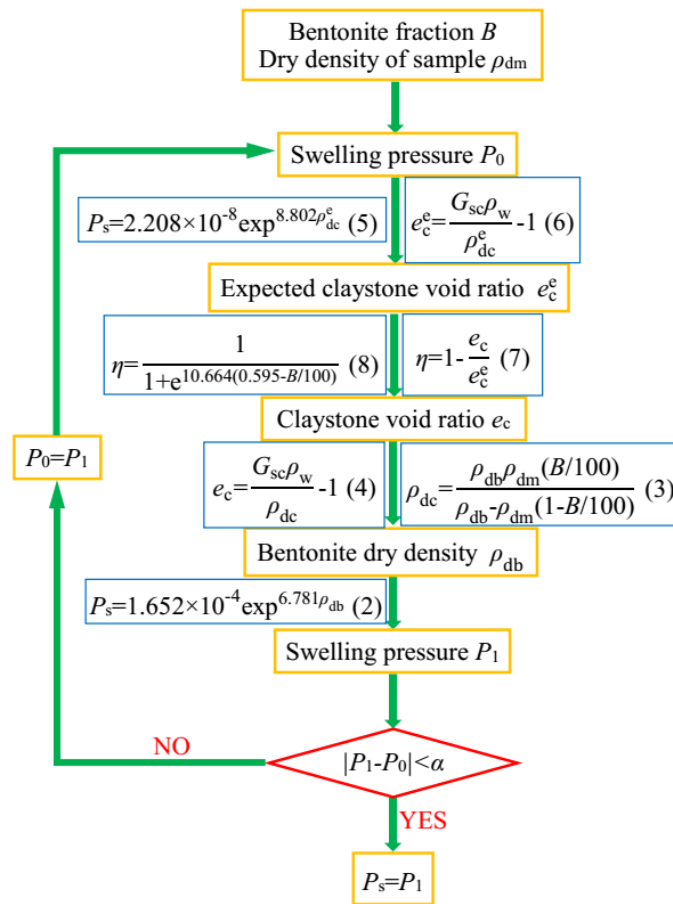 Bentonite fraction B
Dry density of sample ρdm
Swelling pressure P0
Ps=2.208×10-8 exp8.802ρedc (5)
eec=Gscρw/ρedc-1 (6)
Expected claystone void ratio eec
η=1/1+e10.664(0.595-B/100) (8)
η=1-ec/eec (7)
Claystone void ratio ec
P0=P1
ec=Gscρw/ρdc-1 (4)
ρdc=ρdbρdm(B/100)/ρdb-ρdm(1-B/100) (3)
Bentonite dry density ρdb
Ps=1.652×10-4 exp6.781ρdb (2)
Swelling pressure P1
NO
|P1-P0|<α
YES
Ps=P1